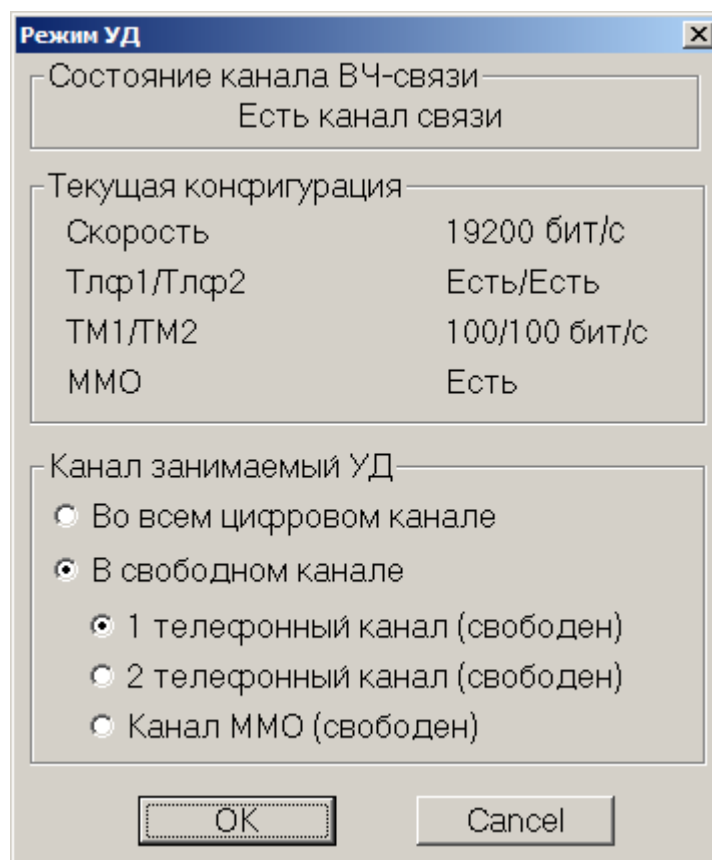 Режим УД
Состояние канала ВЧ-связи
Есть канал связи
Текущая конфигурация
Скорость 19200 бит/с
Тлф1/Тлф2 Есть/Есть
ТМ1/ТМ2 100/100 бит/с
ММО Есть
Канал занимаемый УД
Во всем цифровом канале
В свободном канале
1 телефонный канал (свободен)
2 телефонный канал (свободен)
Канал ММО (свободен)
OK Cancel